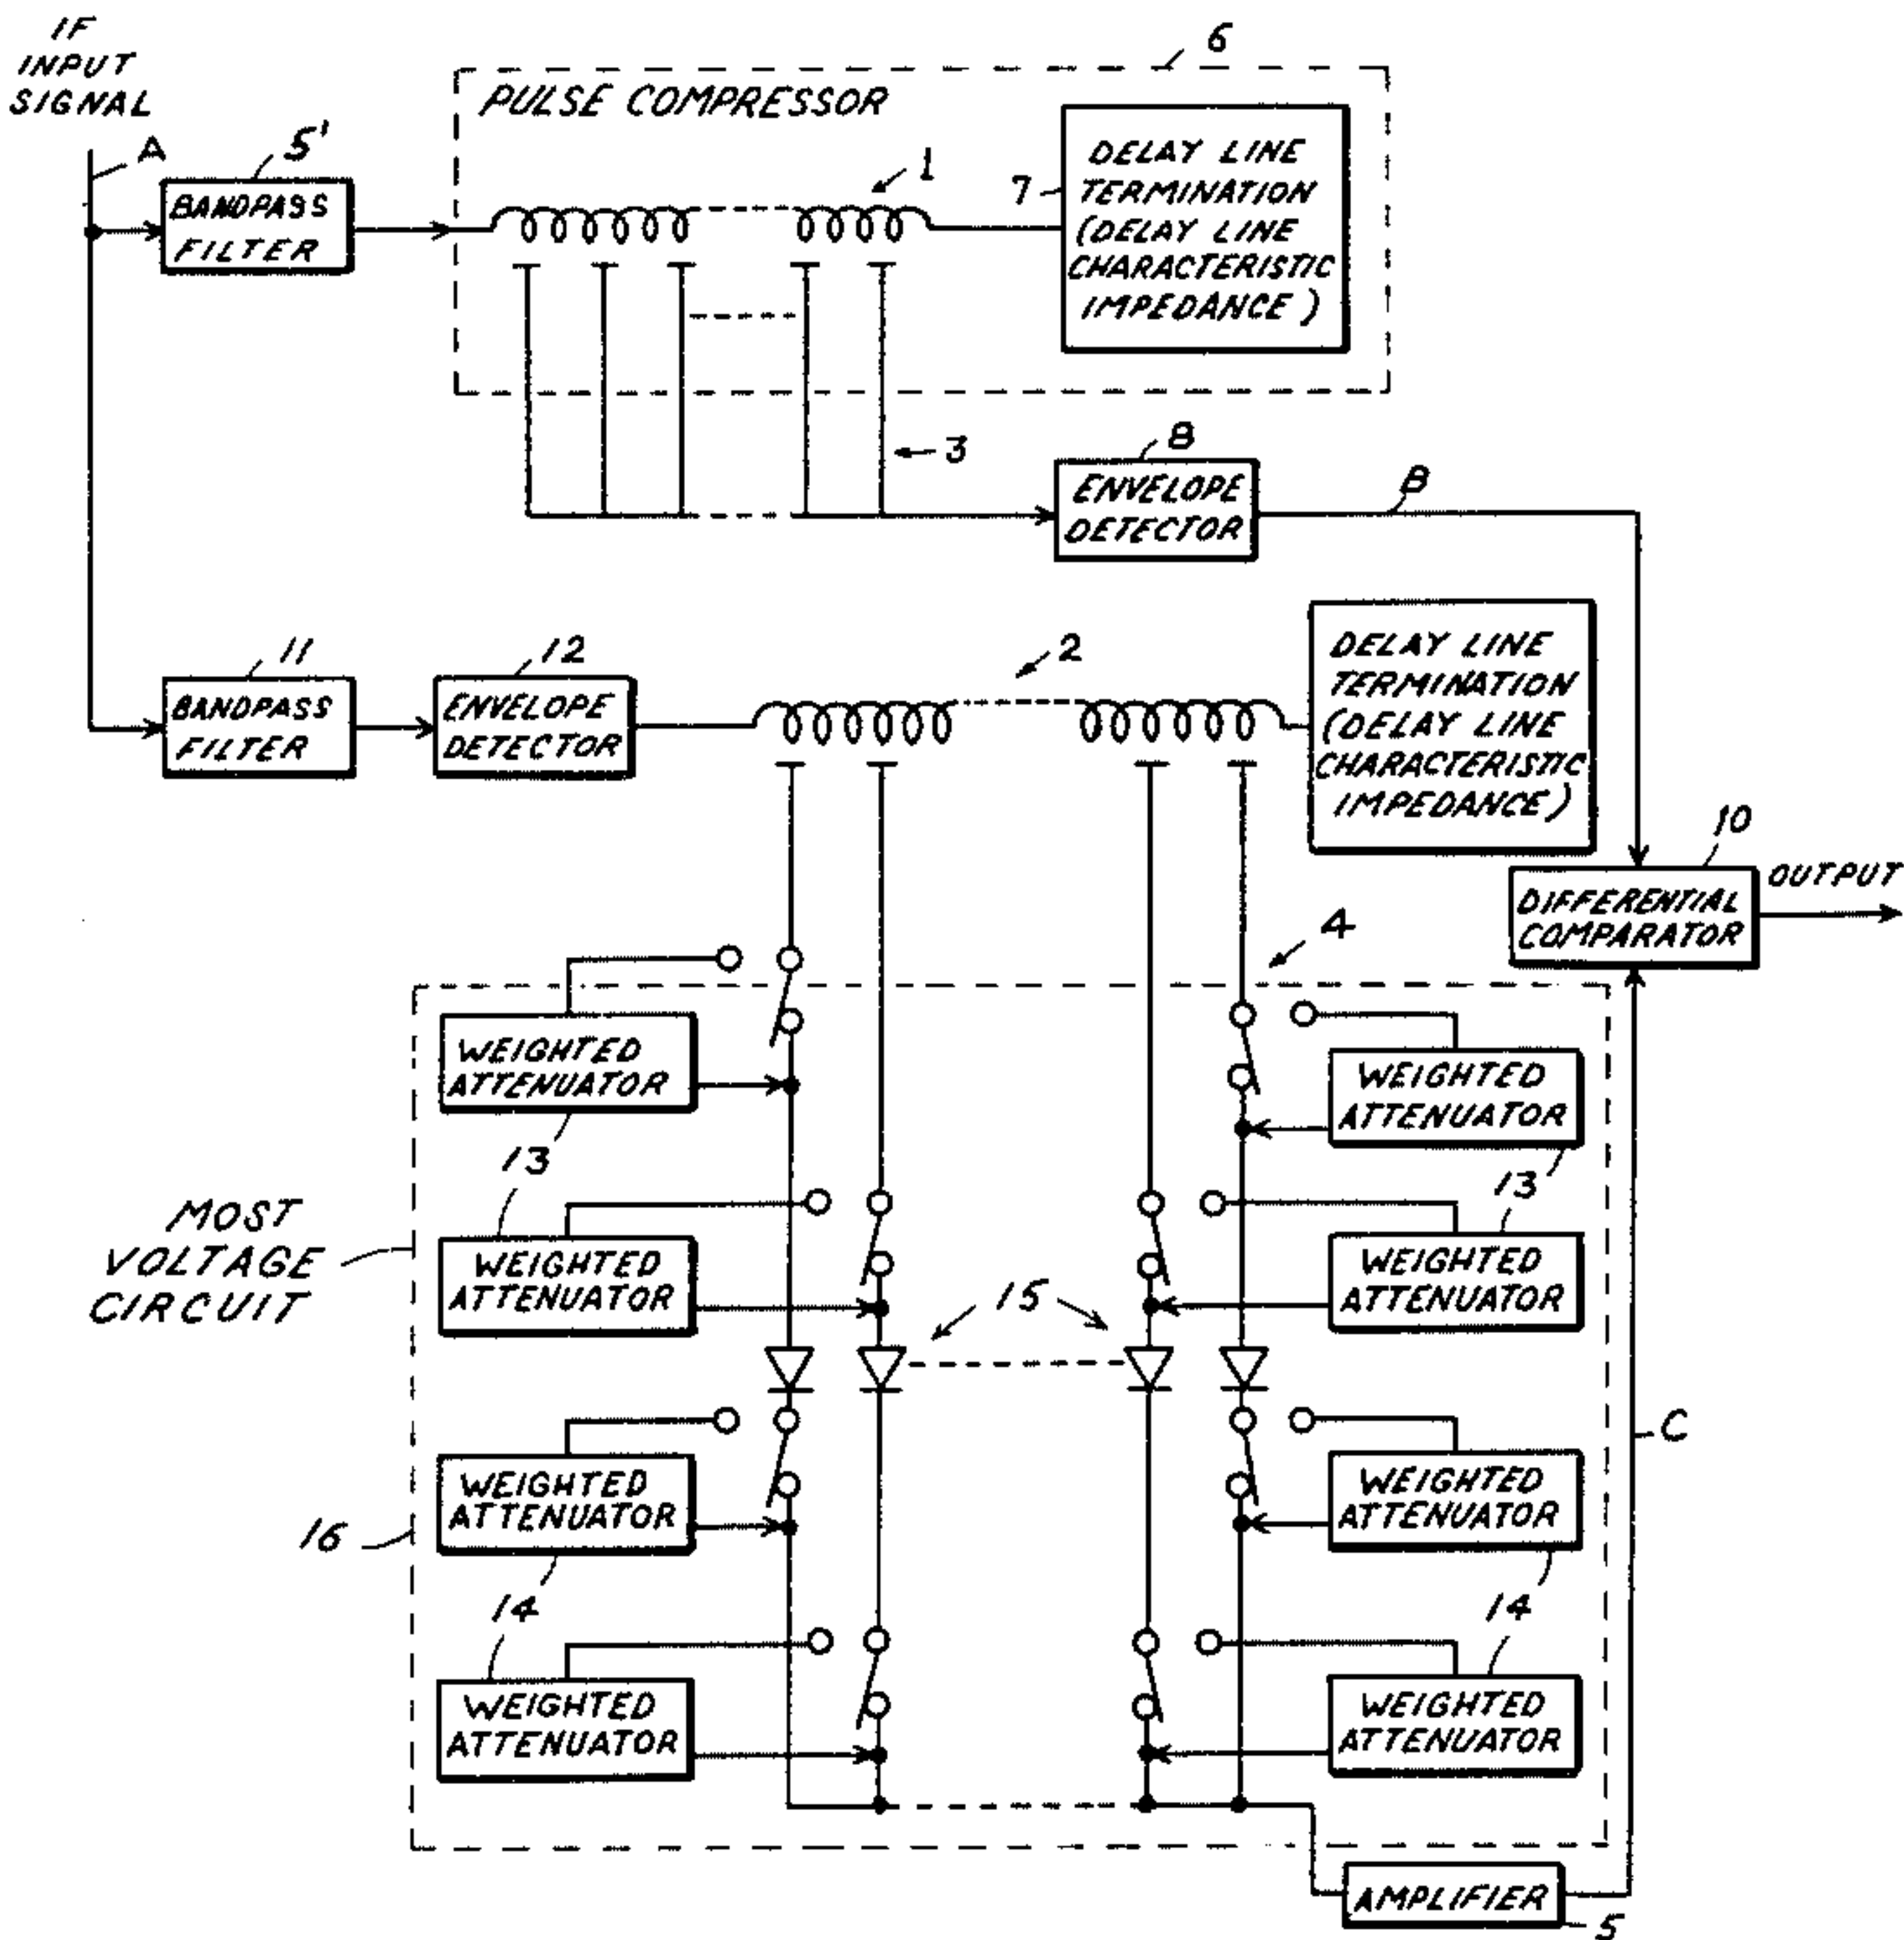 IF
INPUT
SIGNAL
A
5'
BANDPASS
FILTER
6
PULSE COMPRESSOR
1
7
DELAY LINE
TERMINATION
(DELAY LINE
CHARACTERISTIC
IMPEDANCE)
3
8
ENVELOPE
DETECTOR
B
11
BANDPASS
FILTER
12
ENVELOPE
DETECTOR
2
DELAY LINE
TERMINATION
(DELAY LINE
CHARACTERISTIC
IMPEDANCE)
10
DIFFERENTIAL
COMPARATOR
OUTPUT
4
WEIGHTED
ATTENUATOR
13
WEIGHTED
ATTENUATOR
13
MOST
VOLTAGE
CIRCUIT
WEIGHTED
ATTENUATOR
13
WEIGHTED
ATTENUATOR
15
C
WEIGHTED
ATTENUATOR
14
WEIGHTED
ATTENUATOR
14
16
WEIGHTED
ATTENUATOR
14
WEIGHTED
ATTENUATOR
AMPLIFIER
5